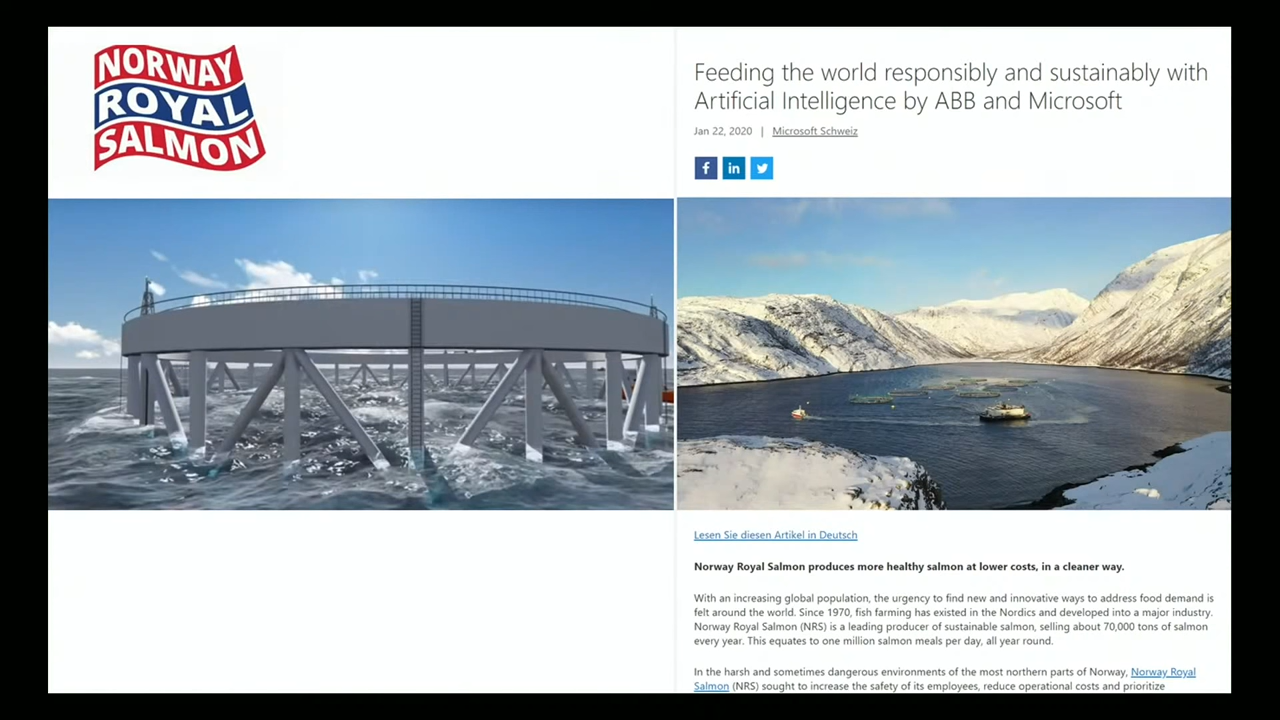 NORWAY
ROYAL
SALMON
Feeding the world responsibly and sustainably with
Artificial Intelligence by ABB and Microsoft
Jan 22, 2020 | Microsoft Schweiz
Lesen Sie diesen Artikel in Deutsch
Norway Royal Salmon produces more healthy salmon at lower costs, in a cleaner way.
With an increasing global population, the urgency to find new and innovative ways to address food demand is
felt around the world. Since 1970, fish farming has existed in the Nordics and developed into a major industry.
Norway Royal Salmon (NRS) is a leading producer of sustainable salmon, selling about 70,000 tons of salmon
every year. This equates to one million salmon meals per day, all year round.
In the harsh and sometimes dangerous environments of the most northern parts of Norway, Norway Royal
Salmon (NRS) sought to increase the safety of its employees, reduce operational costs and prioritize